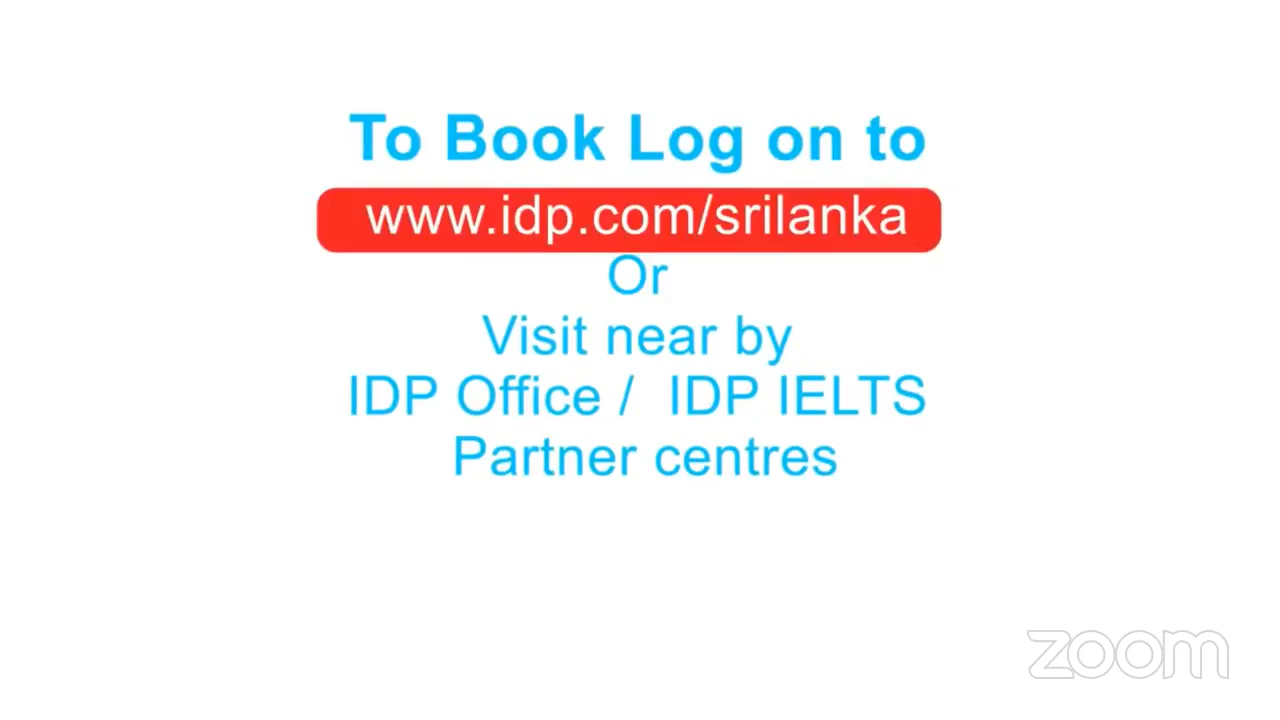 To Book Log on to
www.idp.com/srilanka
Or
Visit near by
IDP Office / IDP IELTS
Partner centres
zoom